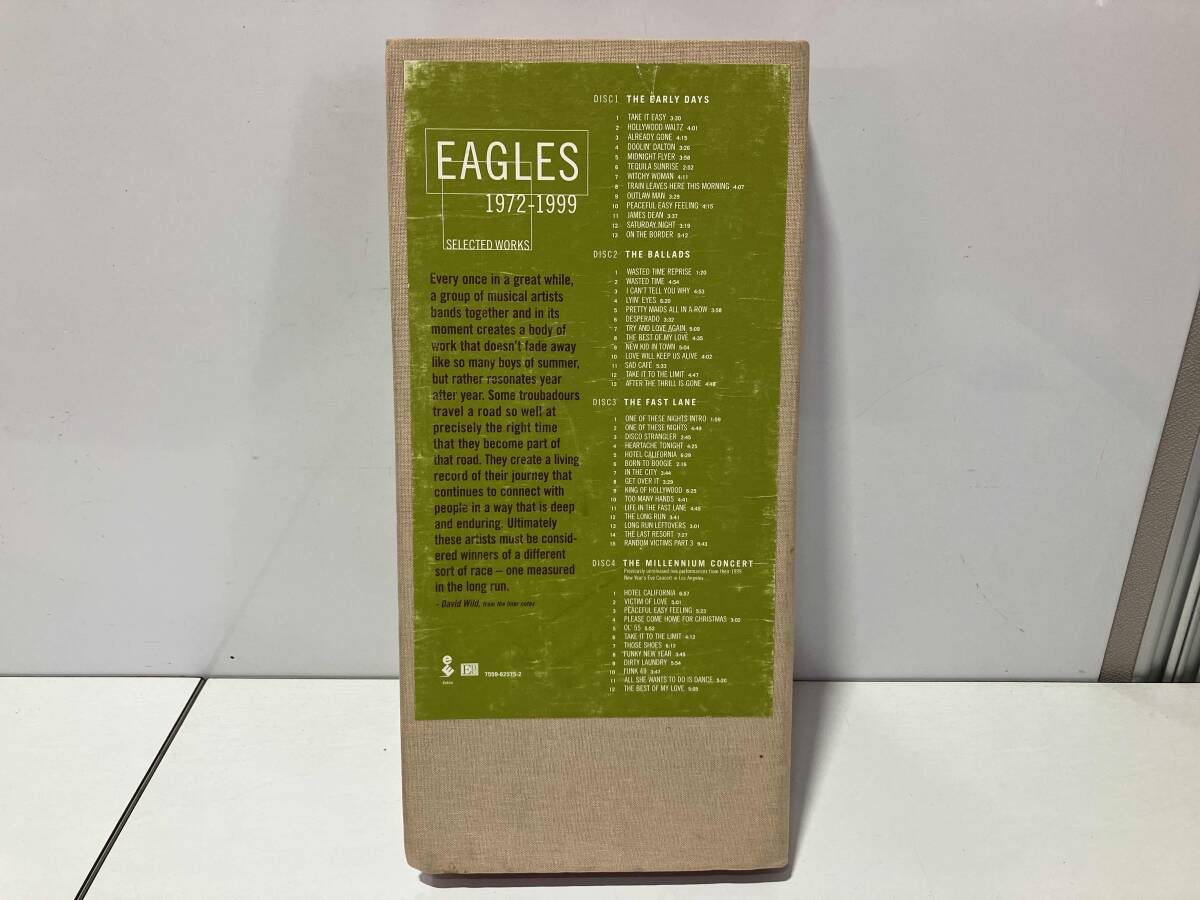 EAGLES
1972-1999
SELECTED WORKS
Every once in a great while,
a group of musical artists
bands together and in its
moment creates a body of
work that doesn't fade away
like so many boys of summer,
but rather resonates year
after year. Some troubadours
travel a road so well at
precisely the right time
that they become part of
that road. They create a living
record of their journey that
continues to connect with
people in a way that is deep
and enduring. Ultimately
these artists must be consid-
ered winners of a different
sort of race – one measured
in the long run.
– David Wild, from the liner notes
7559-62575-2
DISC1 THE EARLY DAYS
1 TAKE IT EASY 3:30
2 HOLLYWOOD WALTZ 4:01
3 ALREADY GONE 4:15
4 DOOLIN' DALTON 3:26
5 MIDNIGHT FLYER 3:58
6 TEQUILA SUNRISE 2:52
7 WITCHY WOMAN 4:11
8 TRAIN LEAVES HERE THIS MORNING 4:07
9 OUTLAW MAN 3:29
10 PEACEFUL EASY FEELING 4:15
11 JAMES DEAN 3:37
12 SATURDAY NIGHT 3:19
13 ON THE BORDER 5:12
DISC2 THE BALLADS
1 WASTED TIME REPRISE 1:20
2 WASTED TIME 4:54
3 I CAN'T TELL YOU WHY 4:53
4 LYIN' EYES 6:20
5 PRETTY MAIDS ALL IN A ROW 3:58
6 DESPERADO 3:32
7 TRY AND LOVE AGAIN 5:09
8 THE BEST OF MY LOVE 4:35
9 NEW KID IN TOWN 5:04
10 LOVE WILL KEEP US ALIVE 4:02
11 SAD CAFE 5:33
12 TAKE IT TO THE LIMIT 4:47
13 AFTER THE THRILL IS GONE 4:48
DISC3 THE FAST LANE
1 ONE OF THESE NIGHTS INTRO 1:59
2 ONE OF THESE NIGHTS 4:49
3 DISCO STRANGLER 2:45
4 HEARTACHE TONIGHT 4:25
5 HOTEL CALIFORNIA 6:29
6 BORN TO BOOGIE 2:16
7 IN THE CITY 3:44
8 GET OVER IT 3:29
9 KING OF HOLLYWOOD 6:25
10 TOO MANY HANDS 4:41
11 LIFE IN THE FAST LANE 4:45
12 THE LONG RUN 3:41
13 LONG RUN LEFTOVERS 3:01
14 THE LAST RESORT 7:27
15 RANDOM VICTIMS PART 3 9:43
DISC4 THE MILLENNIUM CONCERT
Previously unreleased live performances from their 1999
New Year's Eve Concert in Los Angeles
1 HOTEL CALIFORNIA 6:57
2 VICTIM OF LOVE 5:01
3 PEACEFUL EASY FEELING 5:23
4 PLEASE COME HOME FOR CHRISTMAS 3:02
5 OL' 55 5:52
6 TAKE IT TO THE LIMIT 4:12
7 THOSE SHOES 6:12
8 FUNKY NEW YEAR 3:45
9 DIRTY LAUNDRY 5:54
10 FUNK 49 3:47
11 ALL SHE WANTS TO DO IS DANCE 5:20
12 THE BEST OF MY LOVE 5:05